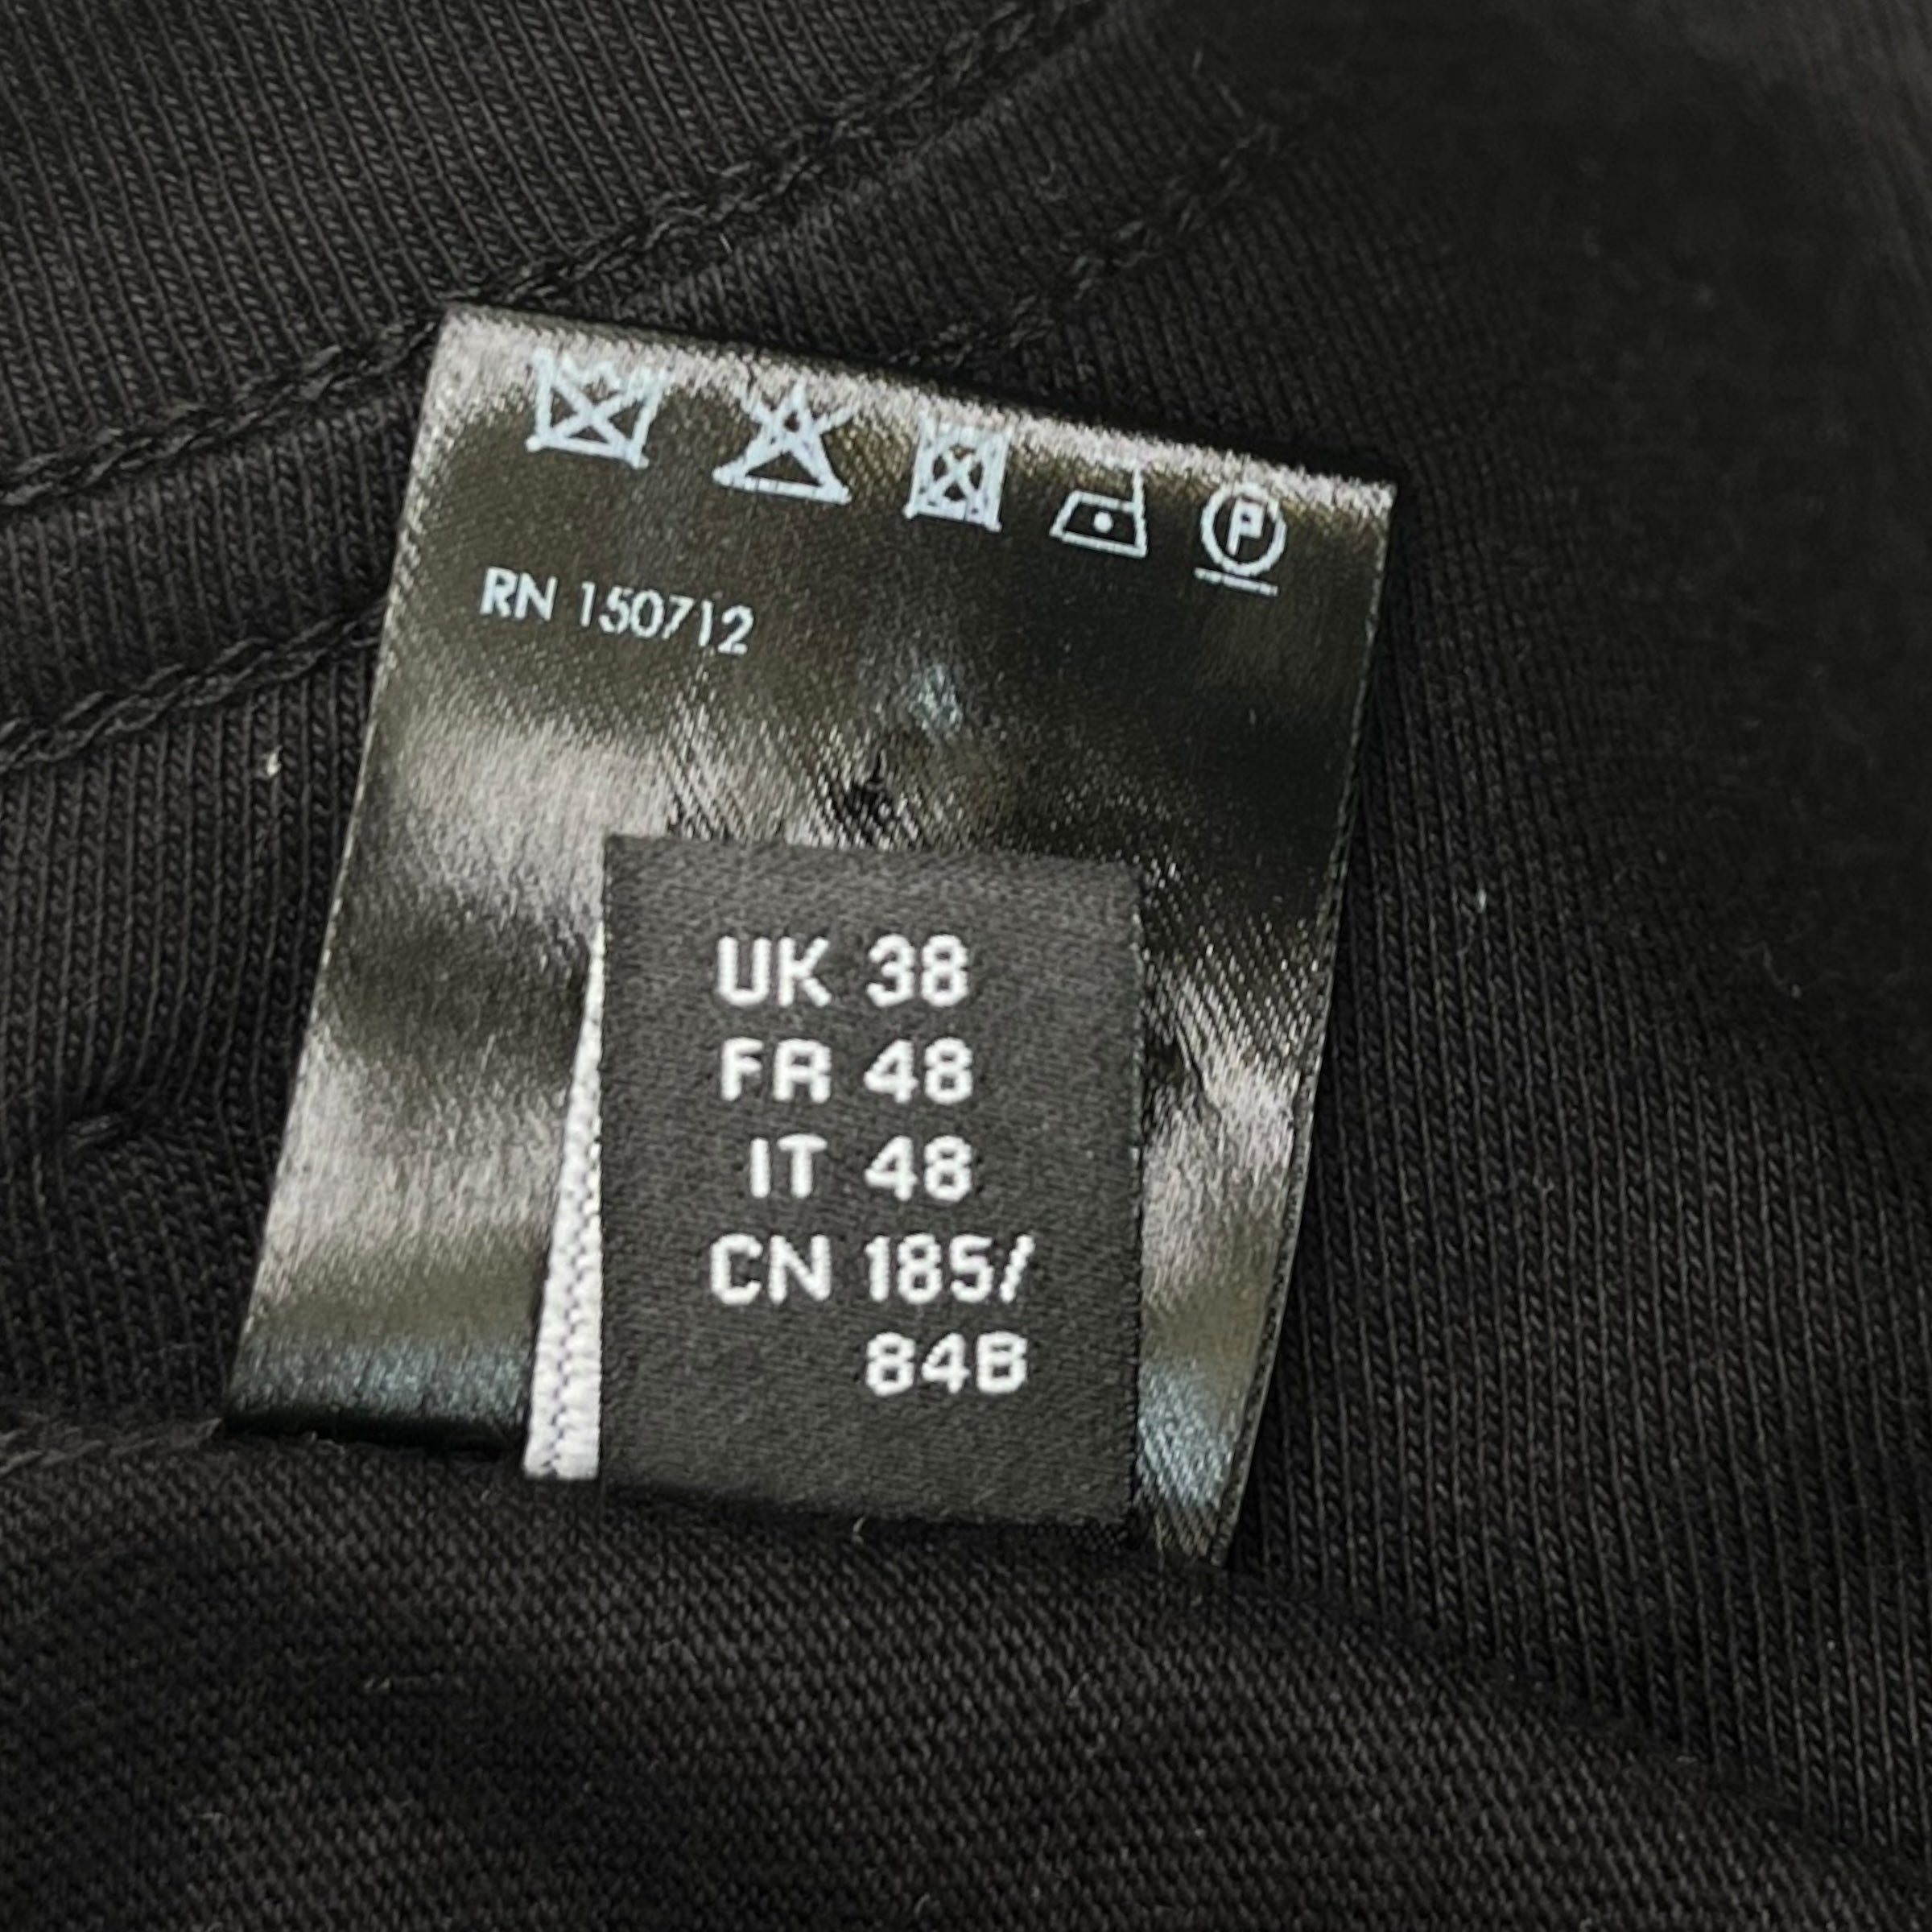 P
RN 150712
UK 38
FR 48
IT 48
CN 185/
84B